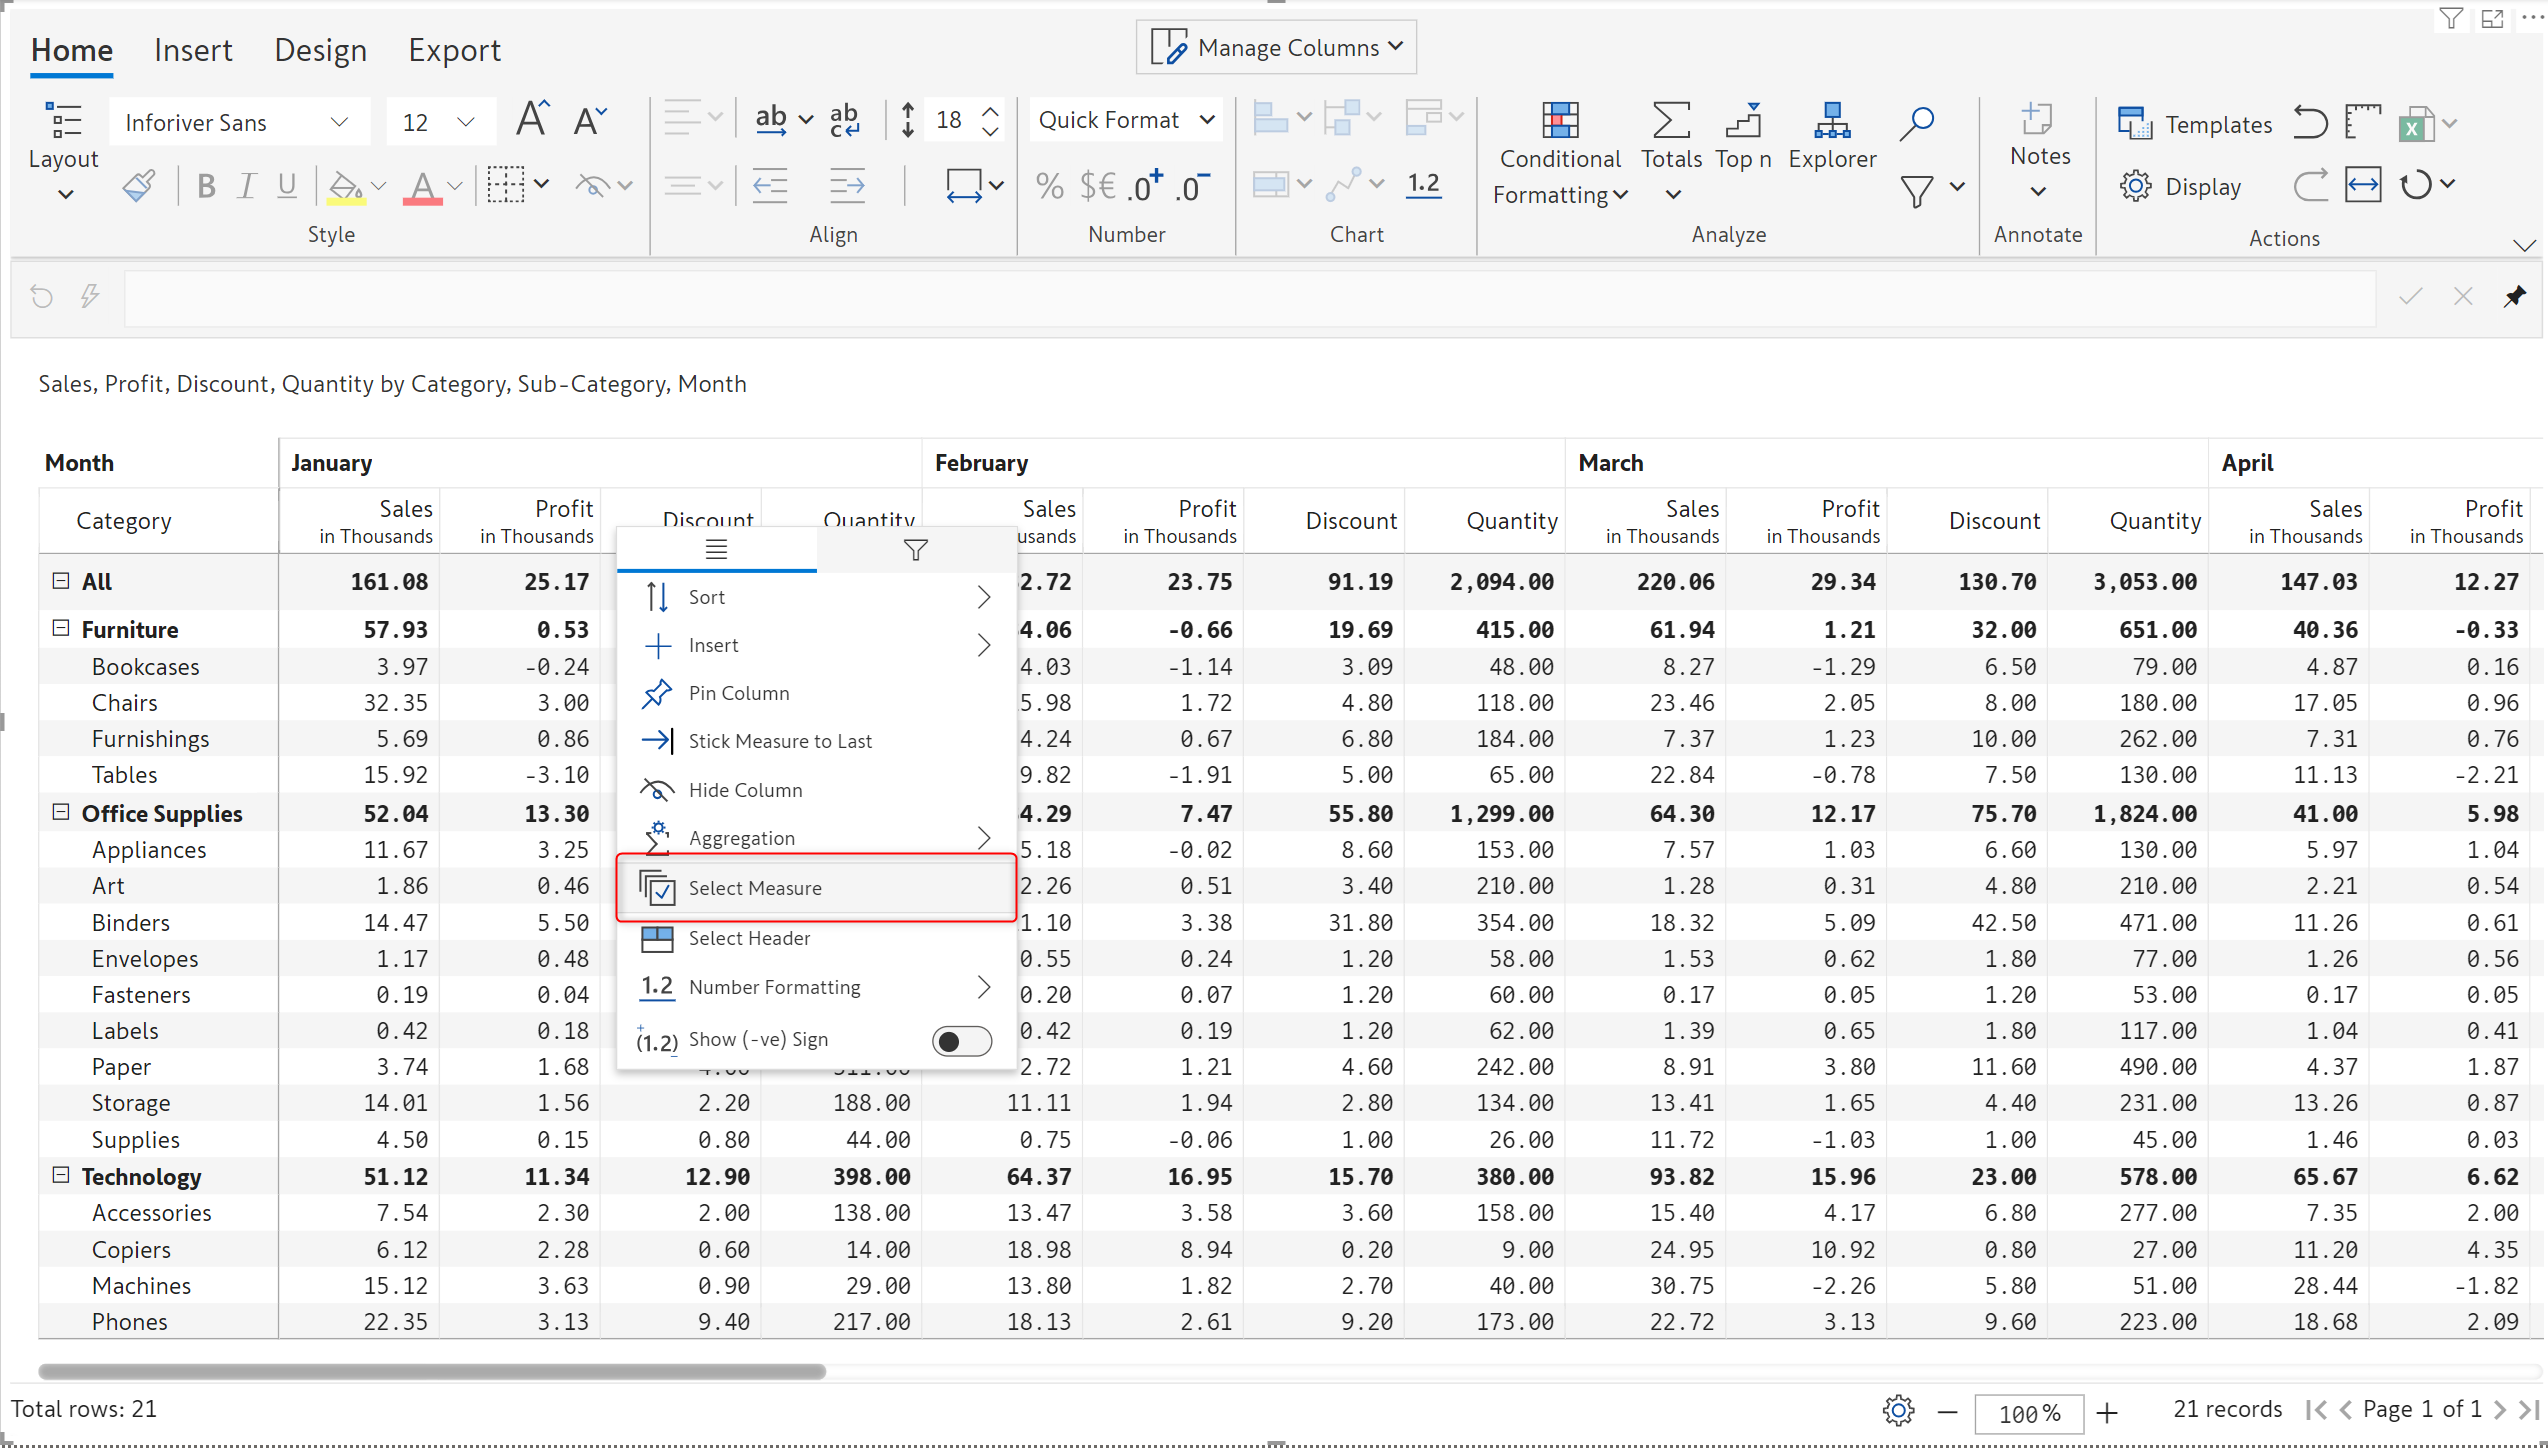 Home Insert Design Export
Manage Columns
Layout
Inforiver Sans 12
B I U
Style
ab ab c 18
Align
Quick Format
% $€ .0+ .0−
Number
1.2
Chart
Conditional Formatting
Totals
Top n
Explorer
Analyze
Notes
Annotate
Templates
Display
Actions
Sales, Profit, Discount, Quantity by Category, Sub-Category, Month
Month January February March April
Category Sales in Thousands Profit in Thousands Discount Quantity Sales usands Profit in Thousands Discount Quantity Sales in Thousands Profit in Thousands Discount Quantity Sales in Thousands Profit in Thousands
All 161.08 25.17 2.72 23.75 91.19 2,094.00 220.06 29.34 130.70 3,053.00 147.03 12.27
Furniture 57.93 0.53 4.06 -0.66 19.69 415.00 61.94 1.21 32.00 651.00 40.36 -0.33
Bookcases 3.97 -0.24 4.03 -1.14 3.09 48.00 8.27 -1.29 6.50 79.00 4.87 0.16
Chairs 32.35 3.00 5.98 1.72 4.80 118.00 23.46 2.05 8.00 180.00 17.05 0.96
Furnishings 5.69 0.86 4.24 0.67 6.80 184.00 7.37 1.23 10.00 262.00 7.31 0.76
Tables 15.92 -3.10 9.82 -1.91 5.00 65.00 22.84 -0.78 7.50 130.00 11.13 -2.21
Office Supplies 52.04 13.30 4.29 7.47 55.80 1,299.00 64.30 12.17 75.70 1,824.00 41.00 5.98
Appliances 11.67 3.25 5.18 -0.02 8.60 153.00 7.57 1.03 6.60 130.00 5.97 1.04
Art 1.86 0.46 2.26 0.51 3.40 210.00 1.28 0.31 4.80 210.00 2.21 0.54
Binders 14.47 5.50 1.10 3.38 31.80 354.00 18.32 5.09 42.50 471.00 11.26 0.61
Envelopes 1.17 0.48 0.55 0.24 1.20 58.00 1.53 0.62 1.80 77.00 1.26 0.56
Fasteners 0.19 0.04 0.20 0.07 1.20 60.00 0.17 0.05 1.20 53.00 0.17 0.05
Labels 0.42 0.18 0.42 0.19 1.20 62.00 1.39 0.65 1.80 117.00 1.04 0.41
Paper 3.74 1.68 2.72 1.21 4.60 242.00 8.91 3.80 11.60 490.00 4.37 1.87
Storage 14.01 1.56 2.20 188.00 11.11 1.94 2.80 134.00 13.41 1.65 4.40 231.00 13.26 0.87
Supplies 4.50 0.15 0.80 44.00 0.75 -0.06 1.00 26.00 11.72 -1.03 1.00 45.00 1.46 0.03
Technology 51.12 11.34 12.90 398.00 64.37 16.95 15.70 380.00 93.82 15.96 23.00 578.00 65.67 6.62
Accessories 7.54 2.30 2.00 138.00 13.47 3.58 3.60 158.00 15.40 4.17 6.80 277.00 7.35 2.00
Copiers 6.12 2.28 0.60 14.00 18.98 8.94 0.20 9.00 24.95 10.92 0.80 27.00 11.20 4.35
Machines 15.12 3.63 0.90 29.00 13.80 1.82 2.70 40.00 30.75 -2.26 5.80 51.00 28.44 -1.82
Phones 22.35 3.13 9.40 217.00 18.13 2.61 9.20 173.00 22.72 3.13 9.60 223.00 18.68 2.09
Sort
Insert
Pin Column
Stick Measure to Last
Hide Column
Aggregation
Select Measure
Select Header
1.2 Number Formatting
(1.2) Show (-ve) Sign
Total rows: 21
100 %
21 records
Page 1 of 1